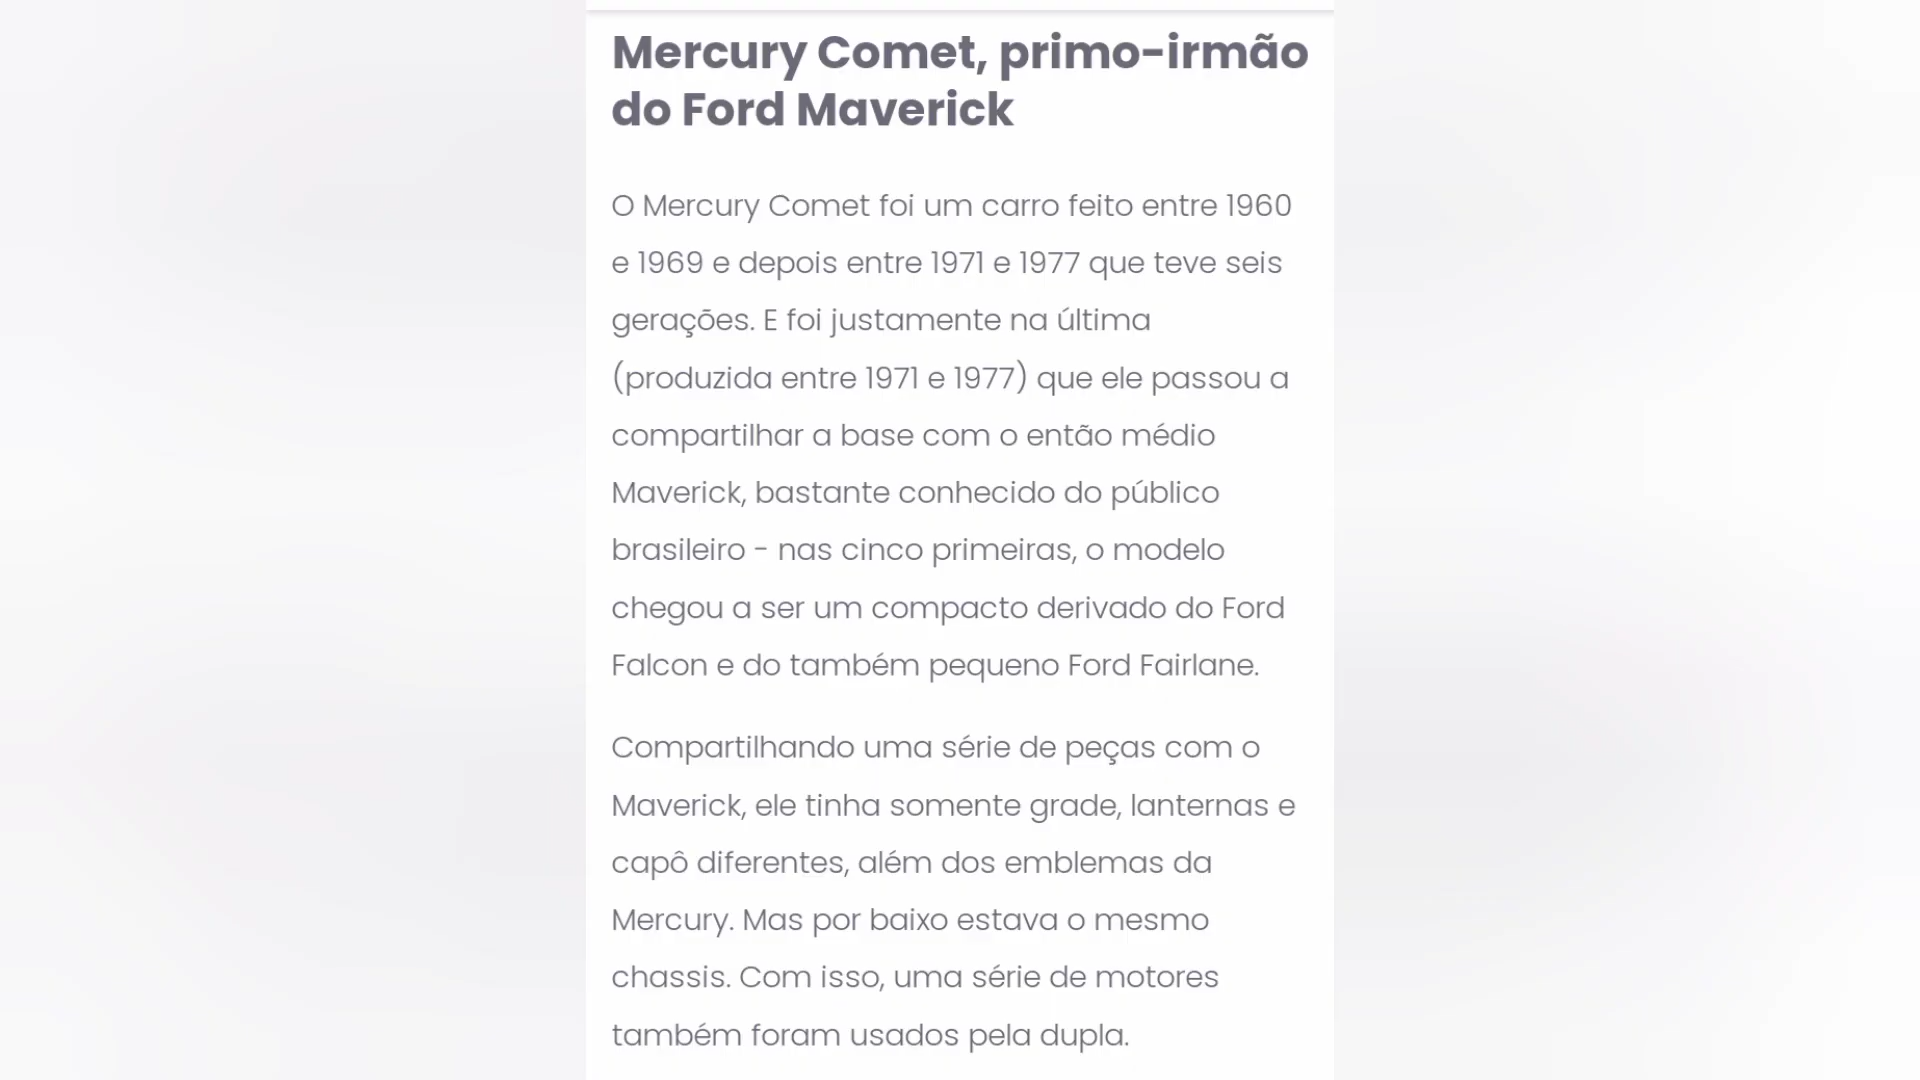 Mercury Comet, primo-irmão
do Ford Maverick
O Mercury Comet foi um carro feito entre 1960
e 1969 e depois entre 1971 e 1977 que teve seis
gerações. E foi justamente na última
(produzida entre 1971 e 1977) que ele passou a
compartilhar a base com o então médio
Maverick, bastante conhecido do público
brasileiro - nas cinco primeiras, o modelo
chegou a ser um compacto derivado do Ford
Falcon e do também pequeno Ford Fairlane.
Compartilhando uma série de peças com o
Maverick, ele tinha somente grade, lanternas e
capô diferentes, além dos emblemas da
Mercury. Mas por baixo estava o mesmo
chassis. Com isso, uma série de motores
também foram usados pela dupla.